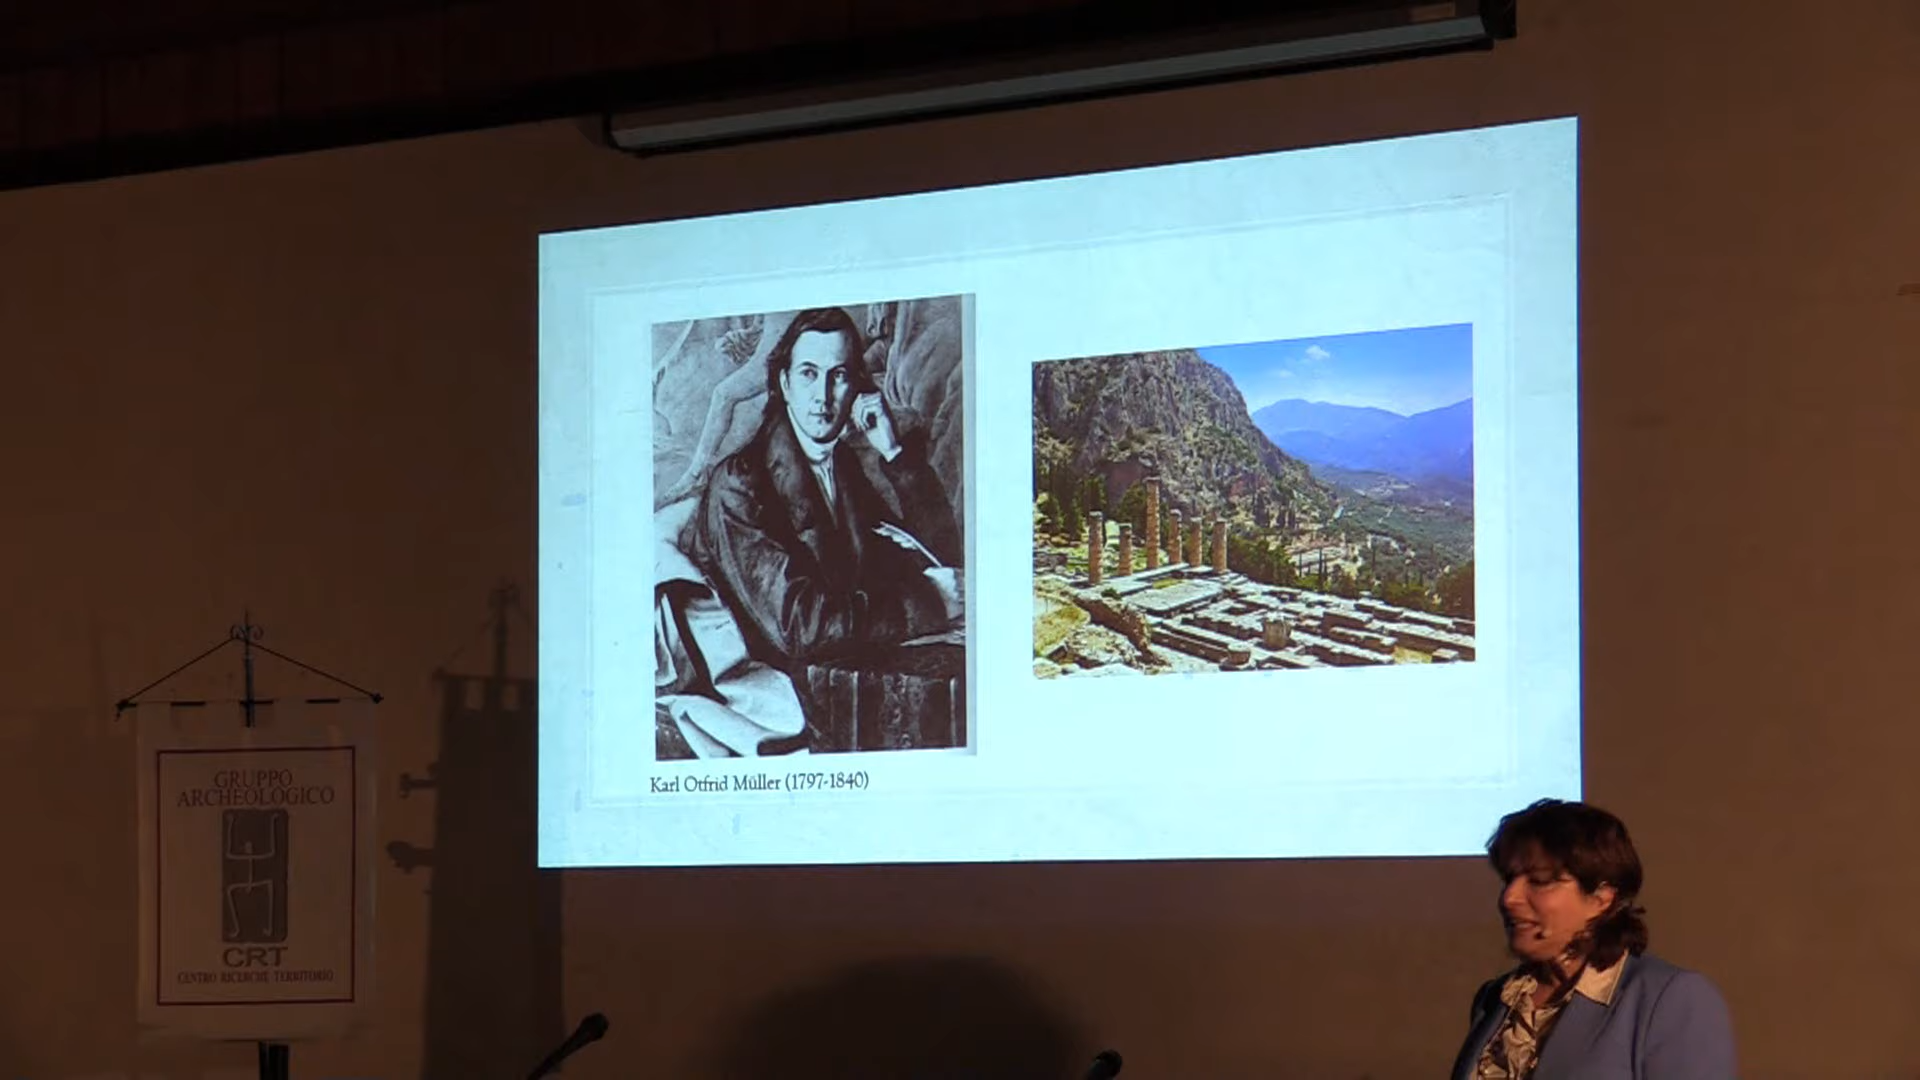 Karl Otfrid Müller (1797-1840)
GRUPPO
ARCHEOLOGICO
CRT
CENTRO RICERCHE TERRITORIO